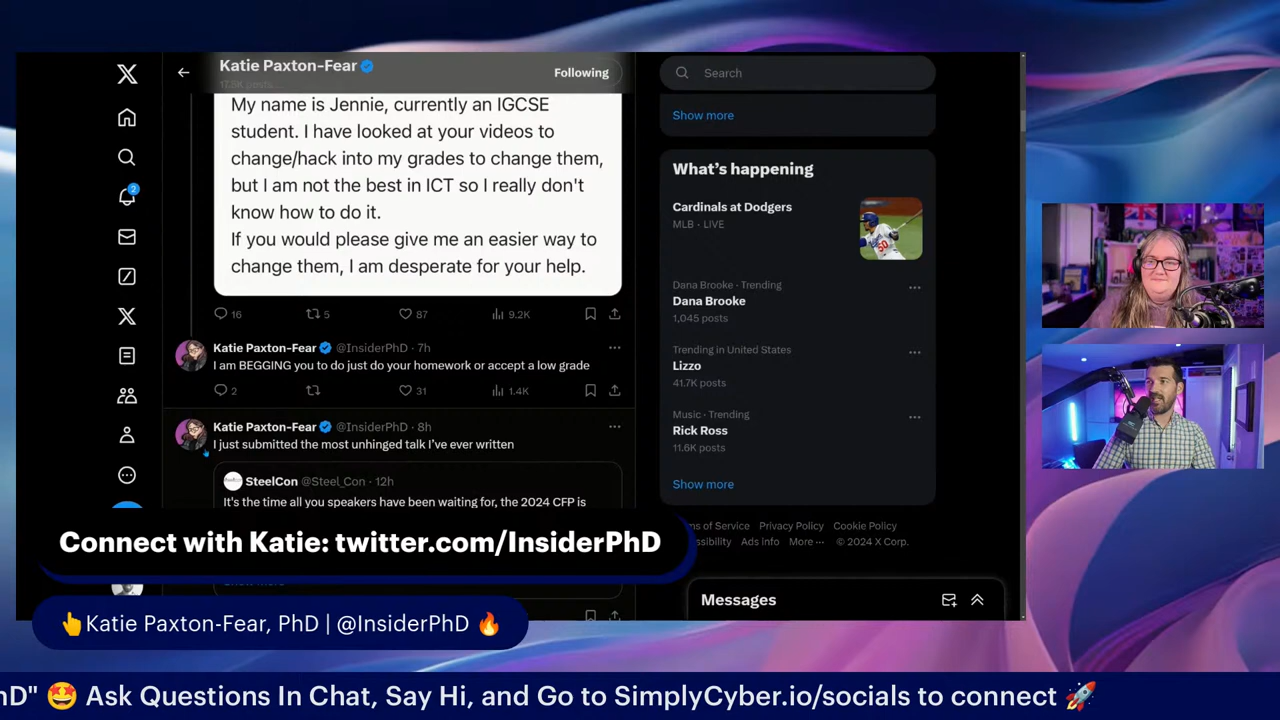 Katie Paxton-Fear
Following
My name is Jennie, currently an IGCSE
student. I have looked at your videos to
change/hack into my grades to change them,
but I am not the best in ICT so I really don't
know how to do it.
If you would please give me an easier way to
change them, I am desperate for your help.
16 5 87 9.2K
Katie Paxton-Fear @InsiderPhD · 7h
I am BEGGING you to do just do your homework or accept a low grade
2 31 1.4K
Katie Paxton-Fear @InsiderPhD · 8h
I just submitted the most unhinged talk I've ever written
SteelCon @Steel_Con · 12h
It's the time all you speakers have been waiting for, the 2024 CFP is
2
Search
Show more
What's happening
Cardinals at Dodgers
MLB · LIVE
Dana Brooke · Trending
Dana Brooke
1,045 posts
Trending in United States
Lizzo
41.7K posts
Music · Trending
Rick Ross
11.6K posts
Show more
of Service Privacy Policy Cookie Policy
Ads info More ··· © 2024 X Corp.
Messages
Connect with Katie: twitter.com/InsiderPhD
👆Katie Paxton-Fear, PhD | @InsiderPhD 🔥
nD" 🤩 Ask Questions In Chat, Say Hi, and Go to SimplyCyber.io/socials to connect 🚀